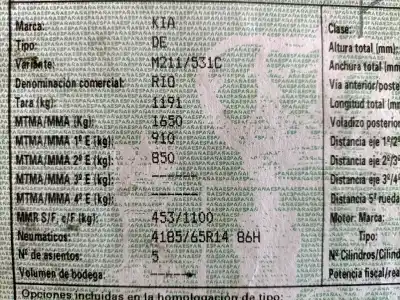 Marca: KIA
Tipo: DE
Variante M211/531C
Denominación comercial: RIO
Tara (kg): 1191
MTMA/MMA (Kg): 1650
MTMA/MMA 1º E (kg): 910
MTMA/MMA 2º E (kg): 850
MTMA/MMA 3º E (kg): -----
MTMA/MMA 4º E (kg): -----
MMR S/F, c/F (kg): 453/1100
Neumáticos: 4185/65R14 86H
Nº de asientos: 5
Volumen de bodega: -----
Clase:
Altura total (mm):
Anchura total (mm)
Vía anterior/poste
Longitud total (mm
Voladizo posterior
Distancia eje 1º/2º
Distancia eje 2º/3º
Distancia eje 3º/4º
Distancia 5ª rueda
Motor: Marca:
Tipo:
Nº Cilindros/Cilin
Potencia fiscal/rea
Opciones incluidas en la homologación de tipo: